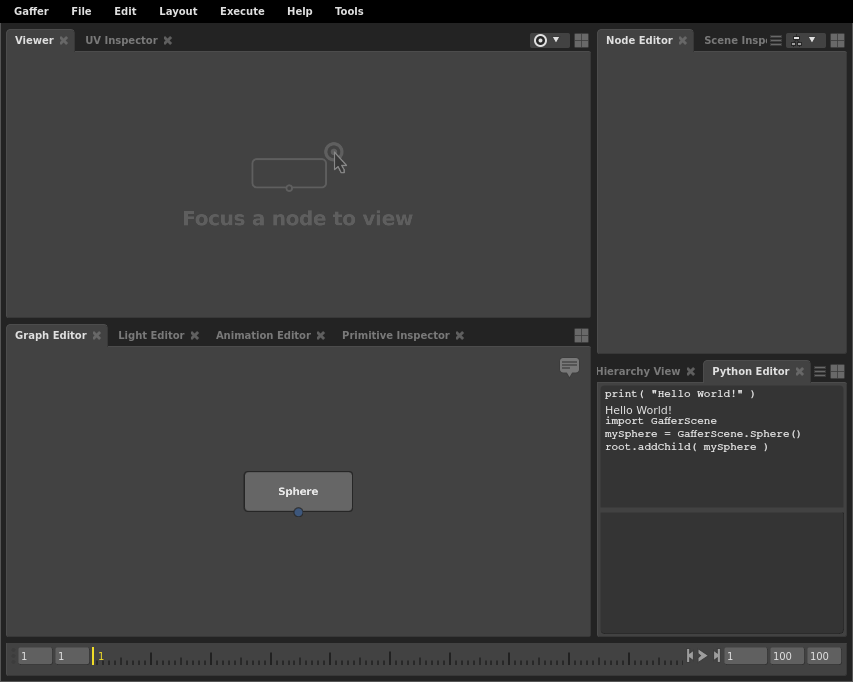 Gaffer File Edit Layout Execute Help Tools
Viewer UV Inspector
Node Editor Scene Insp
Focus a node to view
Graph Editor Light Editor Animation Editor Primitive Inspector
Hierarchy View Python Editor
print( "Hello World!" )
Hello World!
import GafferScene
mySphere = GafferScene.Sphere()
root.addChild( mySphere )
Sphere
1 1 1 1 100 100